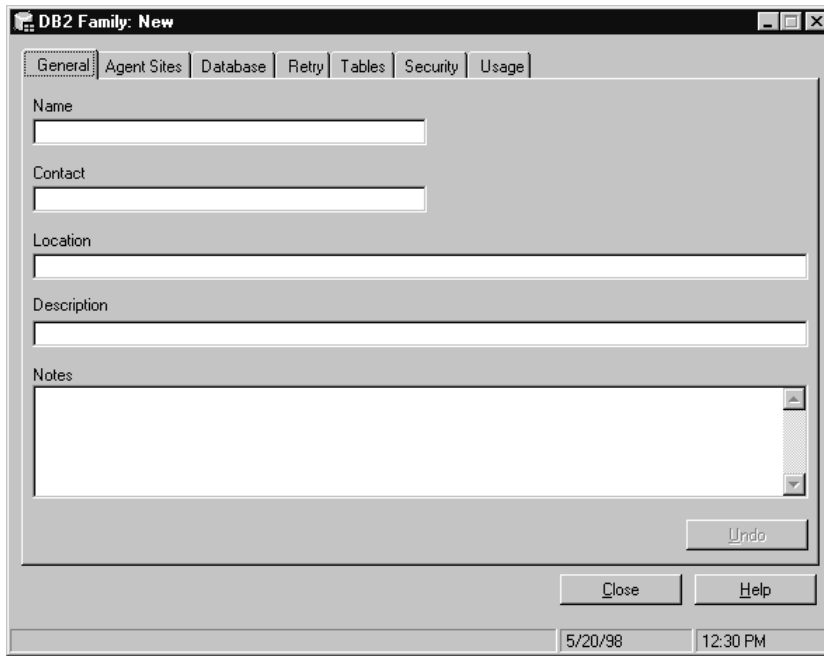 DB2 Family: New
General Agent Sites Database Retry Tables Security Usage
Name
Contact
Location
Description
Notes
Undo
Close Help
5/20/98 12:30 PM